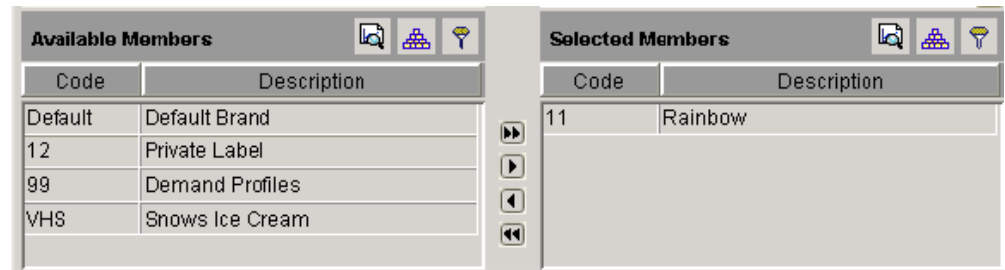 Available Members
Code Description
Default Default Brand
12 Private Label
99 Demand Profiles
VHS Snows Ice Cream
Selected Members
Code Description
11 Rainbow